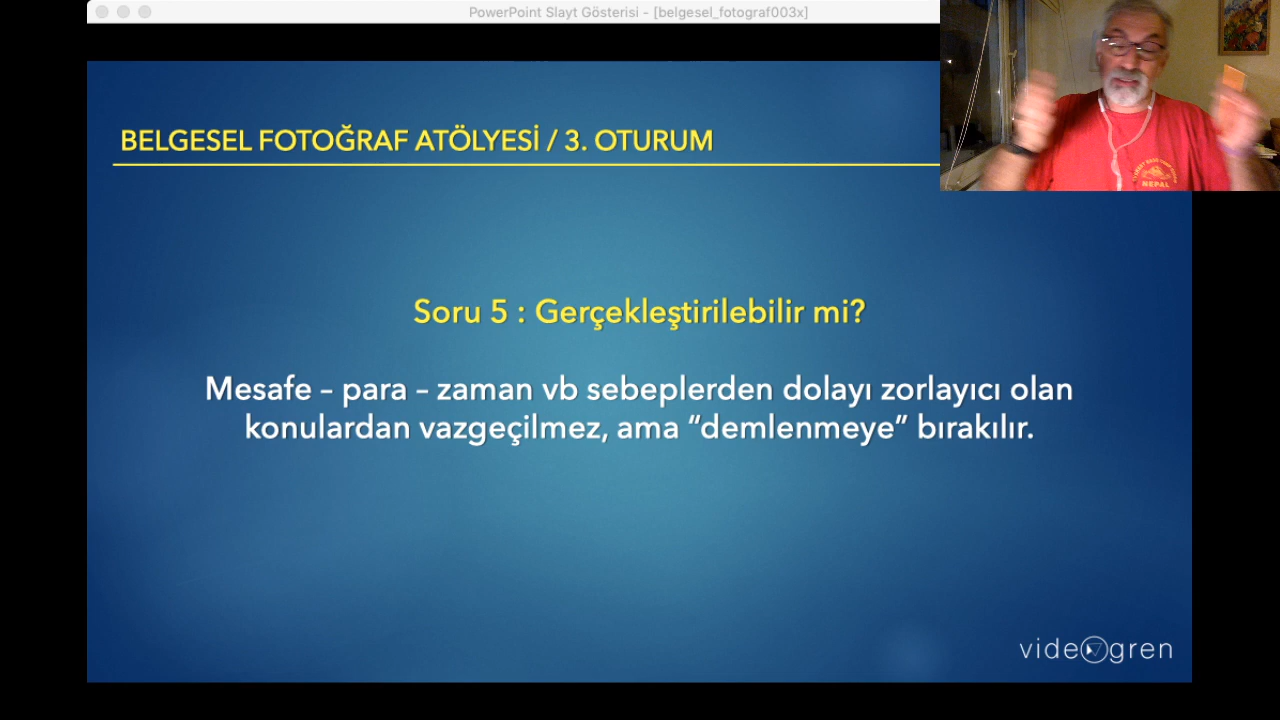 PowerPoint Slayt Gösterisi - [belgesel_fotograf003x]
BELGESEL FOTOĞRAF ATÖLYESİ / 3. OTURUM
Soru 5 : Gerçekleştirilebilir mi?
Mesafe – para – zaman vb sebeplerden dolayı zorlayıcı olan
konulardan vazgeçilmez, ama “demlenmeye” bırakılır.
NEPAL
videogren